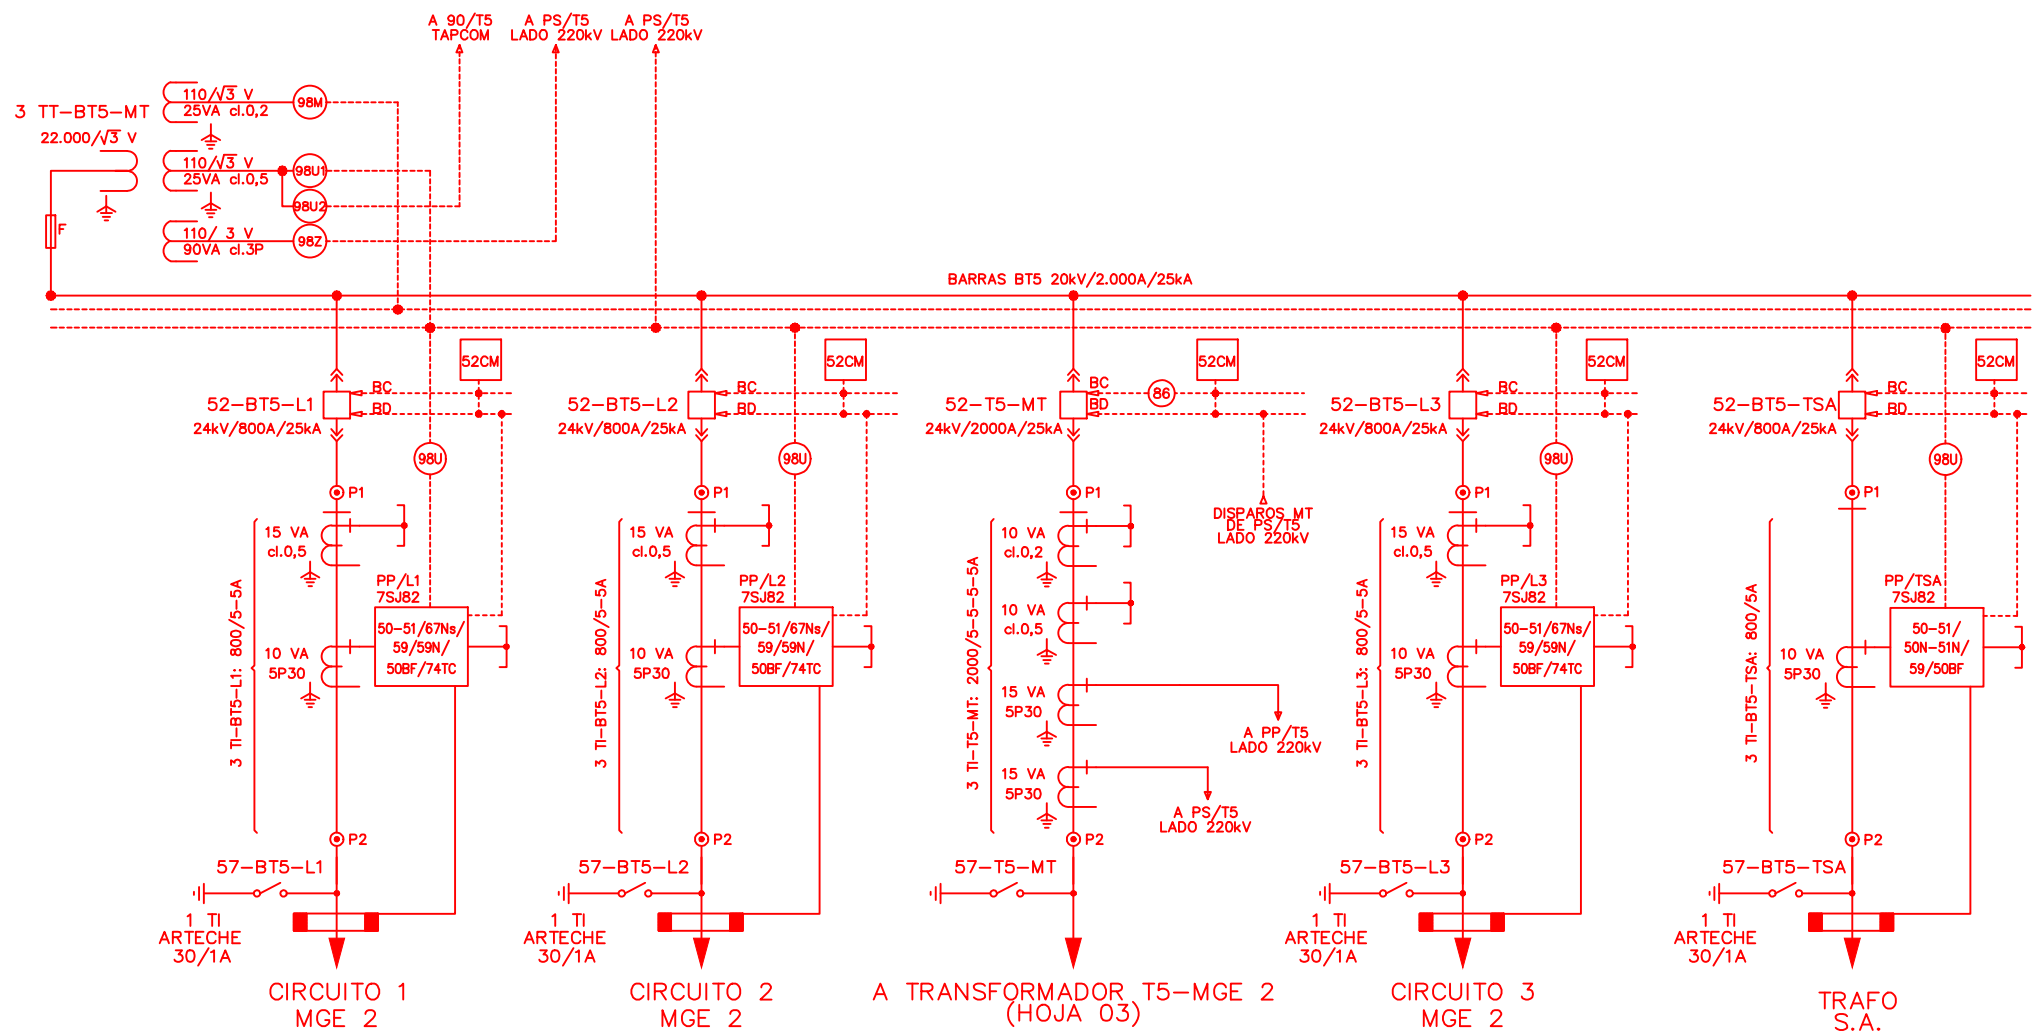 A 90/T5
TAPCOM
A PS/T5
LADO 220kV
A PS/T5
LADO 220kV
3 TT-BT5-MT
22.000/√3 V
110/√3 V
25VA cl.0,2
98M
110/√3 V
25VA cl.0,5
98U1
98U2
110/ 3 V
90VA cl.3P
98Z
F
BARRAS BT5 20kV/2.000A/25kA
52CM
BC
BD
52-BT5-L1
24kV/800A/25kA
98U
P1
15 VA
cl.0,5
PP/L1
7SJ82
50-51/67Ns/
59/59N/
50BF/74TC
10 VA
5P30
3 TI-BT5-L1: 800/5-5A
P2
57-BT5-L1
1 TI
ARTECHE
30/1A
CIRCUITO 1
MGE 2
52CM
BC
BD
52-BT5-L2
24kV/800A/25kA
98U
P1
15 VA
cl.0,5
PP/L2
7SJ82
50-51/67Ns/
59/59N/
50BF/74TC
10 VA
5P30
3 TI-BT5-L2: 800/5-5A
P2
57-BT5-L2
1 TI
ARTECHE
30/1A
CIRCUITO 2
MGE 2
52CM
BC
86
BD
52-T5-MT
24kV/2000A/25kA
P1
DISPAROS MT
DE PS/T5
LADO 220kV
10 VA
cl.0,2
10 VA
cl.0,5
15 VA
5P30
A PP/T5
LADO 220kV
15 VA
5P30
A PS/T5
LADO 220kV
3 TI-T5-MT: 2000/5-5-5-5A
P2
57-T5-MT
A TRANSFORMADOR T5-MGE 2
(HOJA 03)
52CM
BC
BD
52-BT5-L3
24kV/800A/25kA
98U
P1
15 VA
cl.0,5
PP/L3
7SJ82
50-51/67Ns/
59/59N/
50BF/74TC
10 VA
5P30
3 TI-BT5-L3: 800/5-5A
P2
57-BT5-L3
1 TI
ARTECHE
30/1A
CIRCUITO 3
MGE 2
52CM
BC
BD
52-BT5-TSA
24kV/800A/25kA
98U
P1
PP/TSA
7SJ82
50-51/
50N-51N/
59/50BF
10 VA
5P30
3 TI-BT5-TSA: 800/5A
P2
57-BT5-TSA
1 TI
ARTECHE
30/1A
TRAFO
S.A.